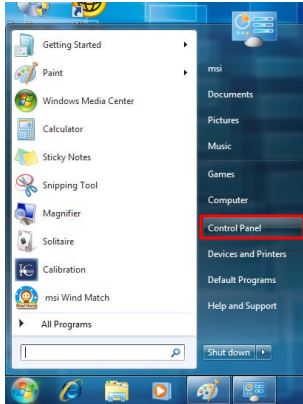 Getting Started
Paint
Windows Media Center
Calculator
Sticky Notes
Snipping Tool
Magnifier
Solitaire
Calibration
msi Wind Match
All Programs
msi
Documents
Pictures
Music
Games
Computer
Control Panel
Devices and Printers
Default Programs
Help and Support
Shut down